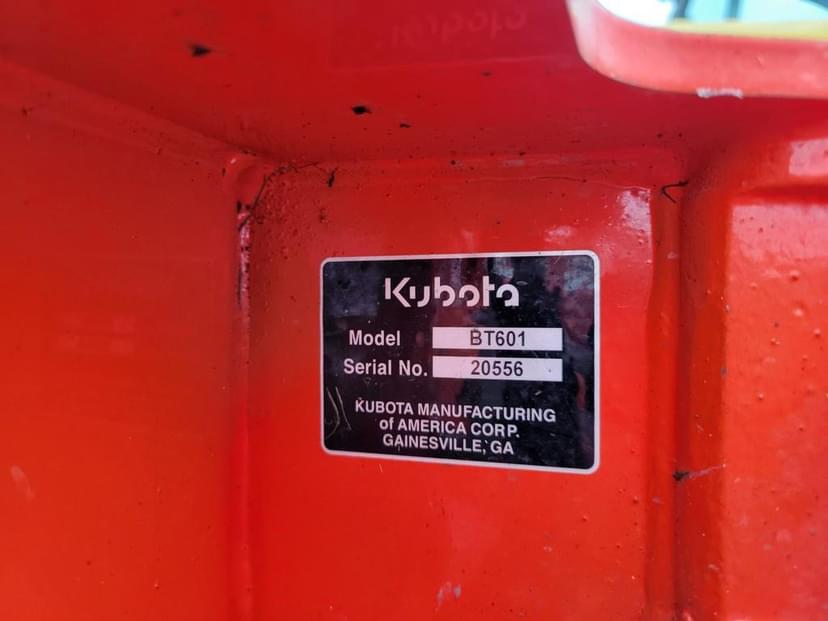 Kubota
Model BT601
Serial No. 20556
KUBOTA MANUFACTURING
of AMERICA CORP.
GAINESVILLE, GA